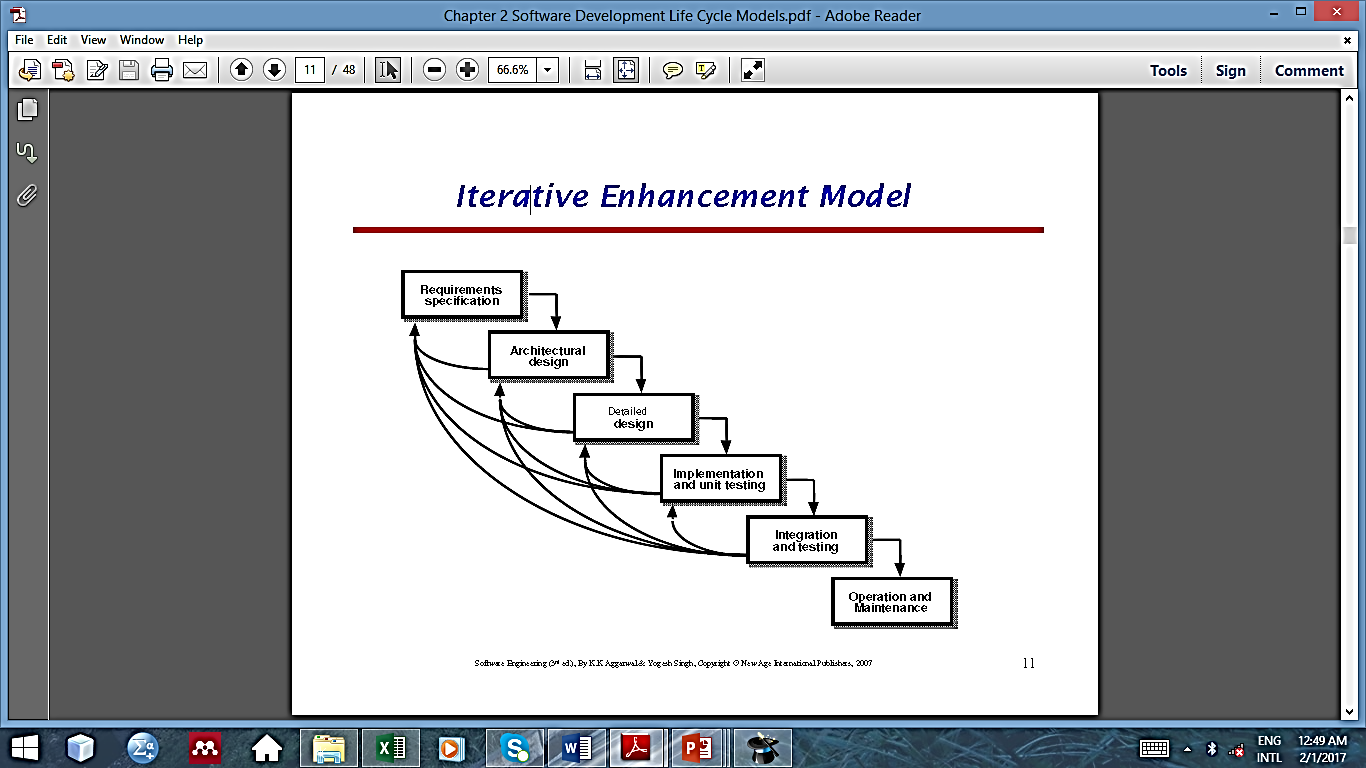 Chapter 2 Software Development Life Cycle Models.pdf - Adobe Reader
File Edit View Window Help
11 / 48 66.6% Tools Sign Comment
Iterative Enhancement Model
Requirements
specification
Architectural
design
Detailed
design
Implementation
and unit testing
Integration
and testing
Operation and
Maintenance
Software Engineering (3rd ed.), By K.K Aggarwal & Yogesh Singh, Copyright © New Age International Publishers, 2007
11
ENG 12:49 AM
INTL 2/1/2017